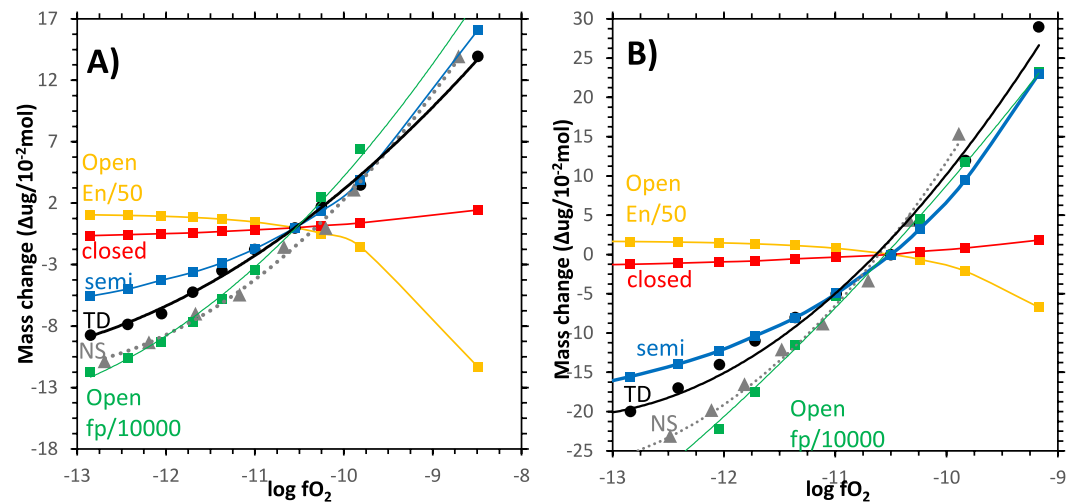 A)
Mass change (Δug/10⁻²mol)
17
12
7
2
-3
-8
-13
-18
Open
En/50
closed
semi
TD
NS
Open
fp/10000
-13
-12
-11
-10
-9
-8
log fO₂
B)
Mass change (Δug/10⁻²mol)
30
25
20
15
10
5
0
-5
-10
-15
-20
-25
Open
En/50
closed
semi
TD
NS
Open
fp/10000
-13
-12
-11
-10
-9
log fO₂